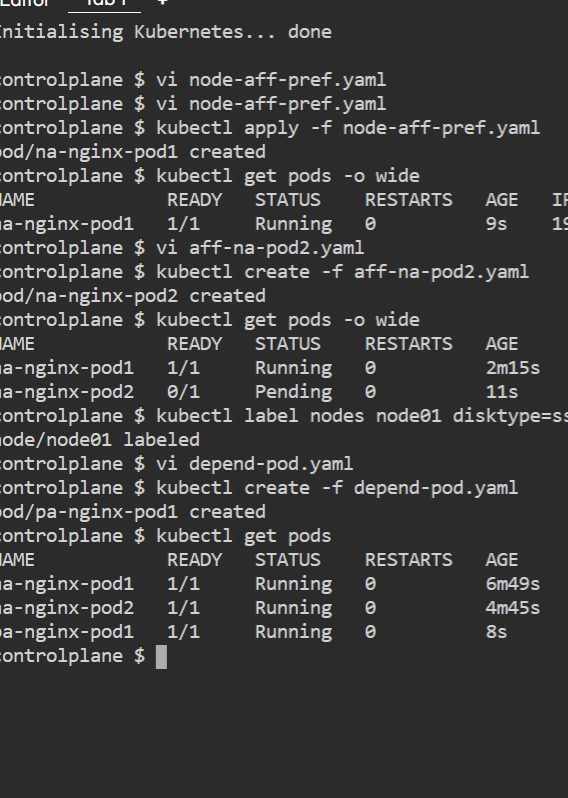 Editor Tab 1 +
nitialising Kubernetes... done
controlplane $ vi node-aff-pref.yaml
controlplane $ vi node-aff-pref.yaml
controlplane $ kubectl apply -f node-aff-pref.yaml
pod/na-nginx-pod1 created
controlplane $ kubectl get pods -o wide
NAME READY STATUS RESTARTS AGE IP
na-nginx-pod1 1/1 Running 0 9s 19
controlplane $ vi aff-na-pod2.yaml
controlplane $ kubectl create -f aff-na-pod2.yaml
pod/na-nginx-pod2 created
controlplane $ kubectl get pods -o wide
NAME READY STATUS RESTARTS AGE
na-nginx-pod1 1/1 Running 0 2m15s
na-nginx-pod2 0/1 Pending 0 11s
controlplane $ kubectl label nodes node01 disktype=ss
node/node01 labeled
controlplane $ vi depend-pod.yaml
controlplane $ kubectl create -f depend-pod.yaml
pod/pa-nginx-pod1 created
controlplane $ kubectl get pods
NAME READY STATUS RESTARTS AGE
na-nginx-pod1 1/1 Running 0 6m49s
na-nginx-pod2 1/1 Running 0 4m45s
pa-nginx-pod1 1/1 Running 0 8s
controlplane $